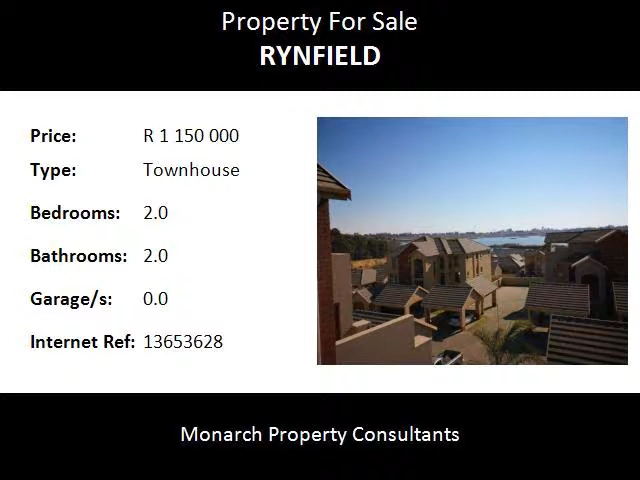 Property For Sale
RYNFIELD
Price: R 1 150 000
Type: Townhouse
Bedrooms: 2.0
Bathrooms: 2.0
Garage/s: 0.0
Internet Ref: 13653628
Monarch Property Consultants